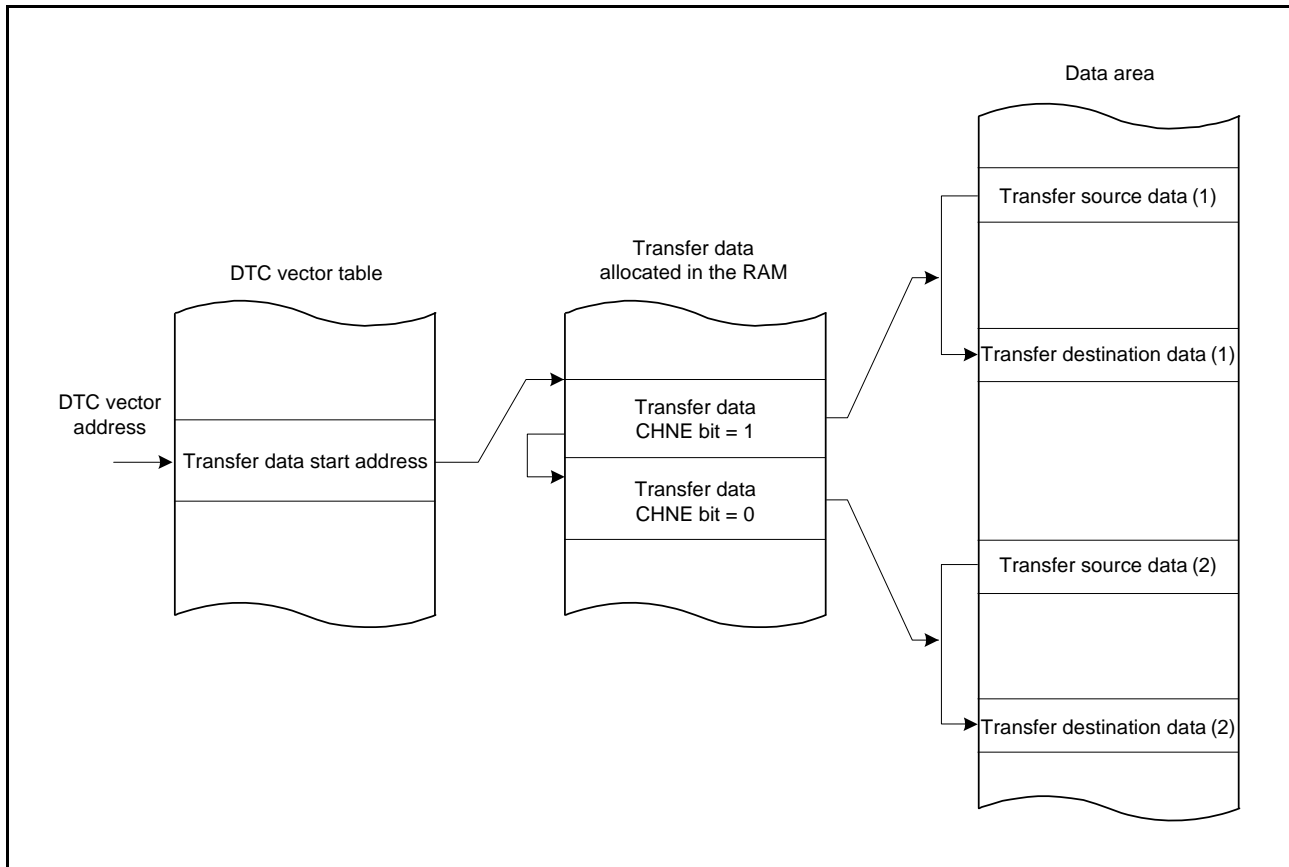 Data area
Transfer source data (1)
Transfer data
allocated in the RAM
DTC vector table
Transfer destination data (1)
DTC vector
address
Transfer data
CHNE bit = 1
Transfer data start address
Transfer data
CHNE bit = 0
Transfer source data (2)
Transfer destination data (2)